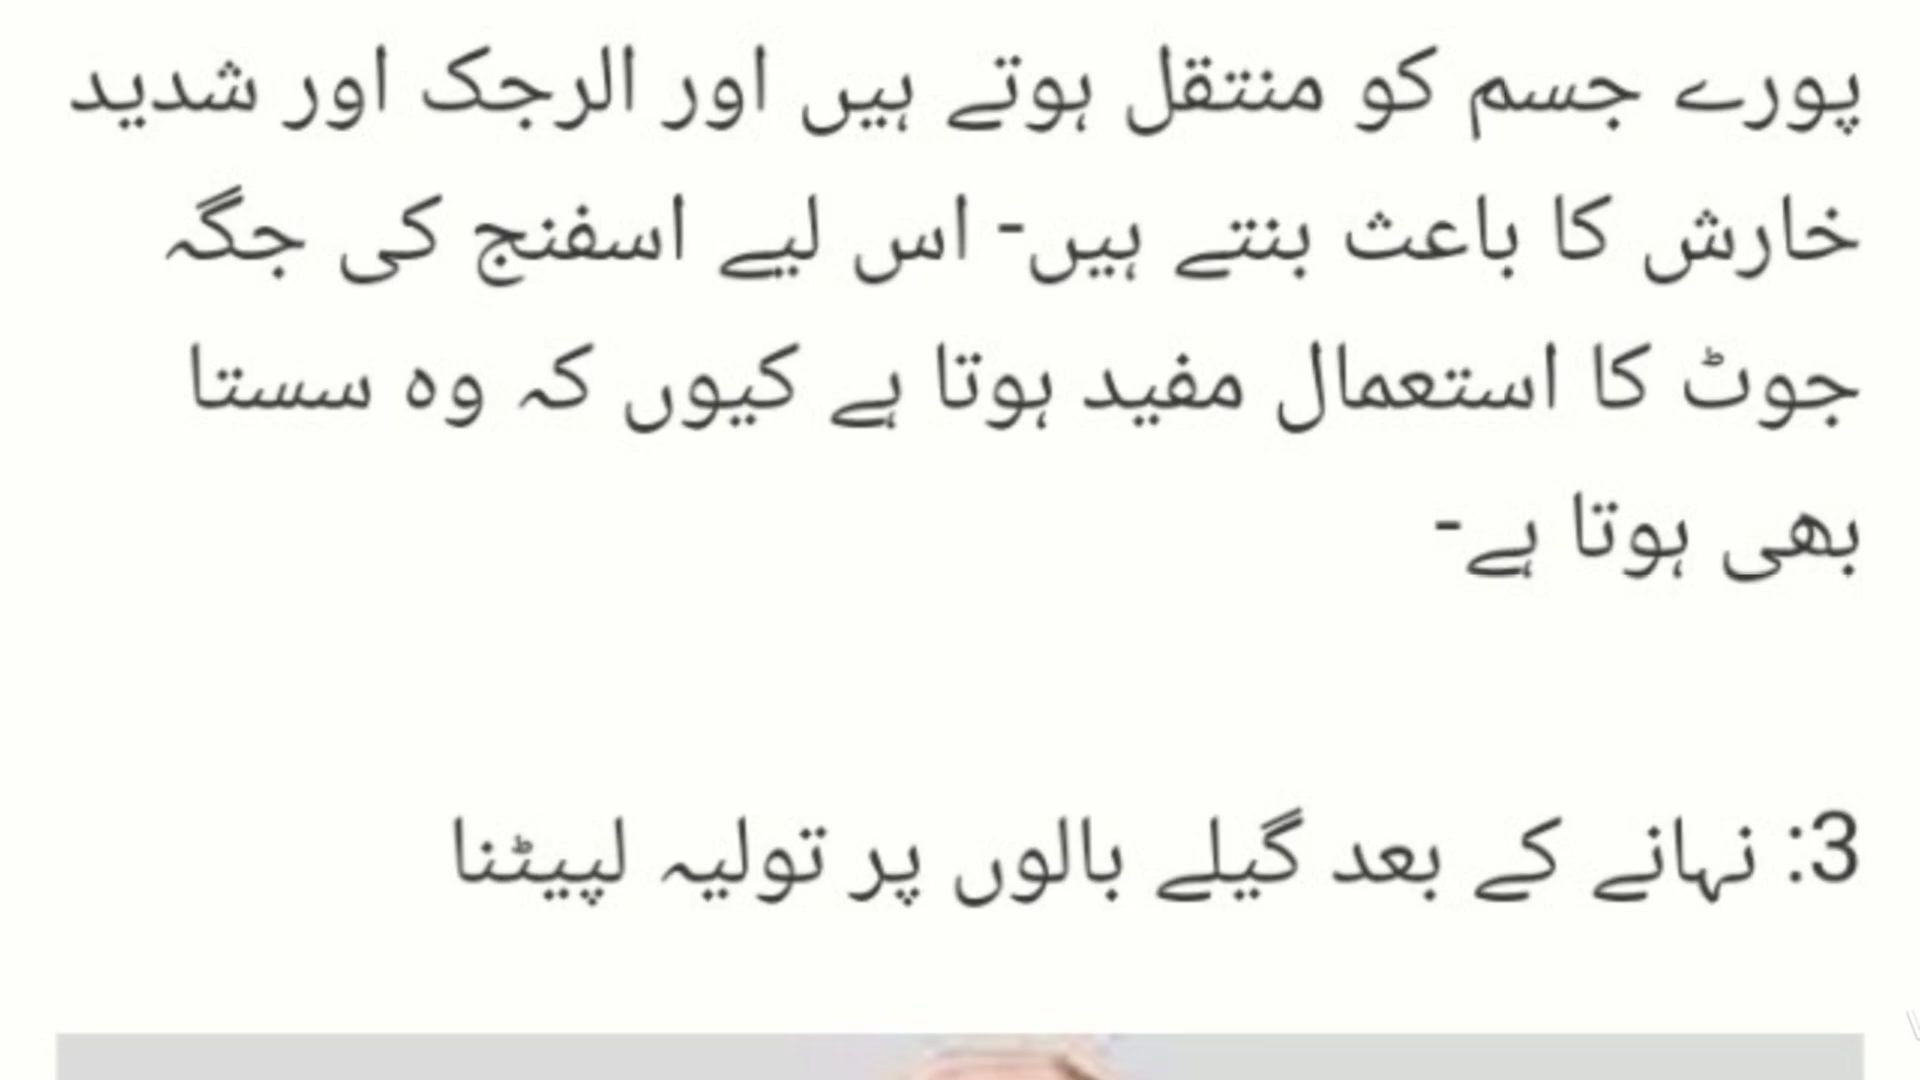 پورے جسم کو منتقل ہوتے ہیں اور الرجک اور شدید
خارش کا باعث بنتے ہیں- اس لیے اسفنج کی جگہ
جوٹ کا استعمال مفید ہوتا ہے کیوں کہ وہ سستا
بھی ہوتا ہے-
3: نہانے کے بعد گیلے بالوں پر تولیہ لپیٹنا